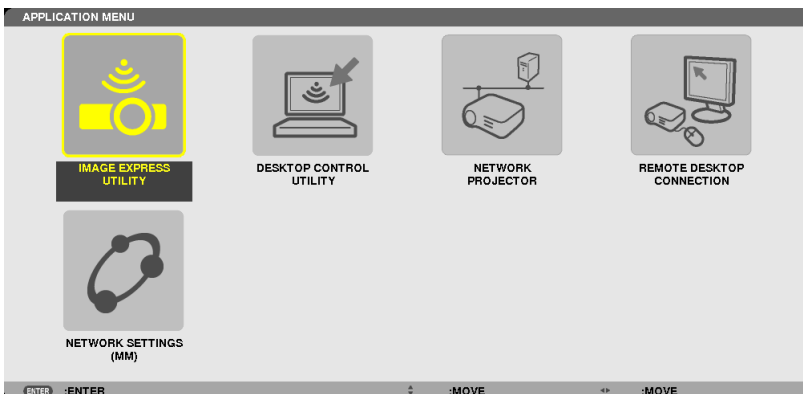 APPLICATION MENU
IMAGE EXPRESS
UTILITY
DESKTOP CONTROL
UTILITY
NETWORK
PROJECTOR
REMOTE DESKTOP
CONNECTION
NETWORK SETTINGS
(MM)
ENTER :ENTER :MOVE :MOVE